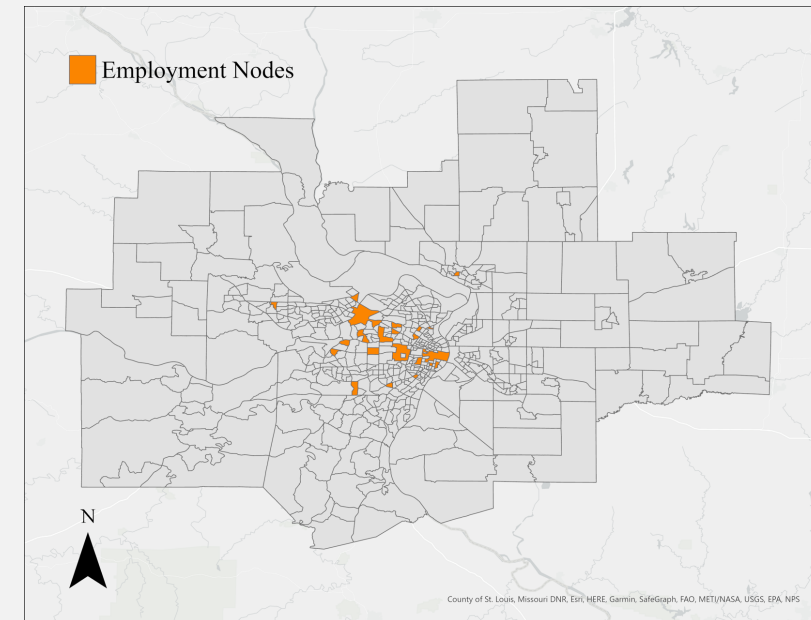 Employment Nodes
N
County of St. Louis, Missouri DNR, Esri, HERE, Garmin, SafeGraph, FAO, METI/NASA, USGS, EPA, NPS